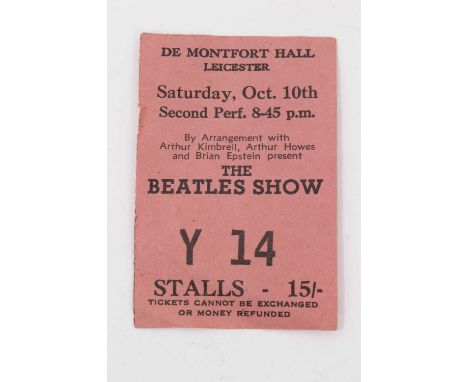 DE MONTFORT HALL
LEICESTER
Saturday, Oct. 10th
Second Perf. 8-45 p.m.
By Arrangement with
Arthur Kimbrell, Arthur Howes
and Brian Epstein present
THE
BEATLES SHOW
Y 14
STALLS - 15/-
TICKETS CANNOT BE EXCHANGED
OR MONEY REFUNDED